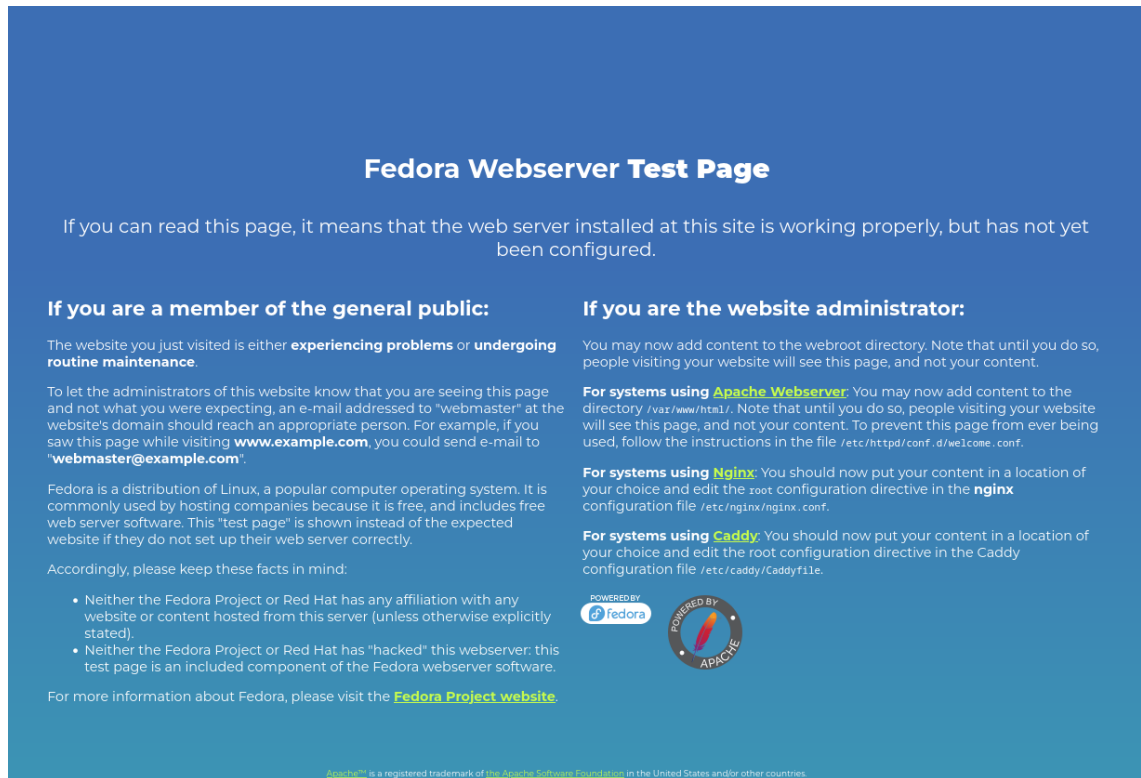 Fedora Webserver Test Page
If you can read this page, it means that the web server installed at this site is working properly, but has not yet
been configured.
If you are a member of the general public:
The website you just visited is either experiencing problems or undergoing
routine maintenance.
To let the administrators of this website know that you are seeing this page
and not what you were expecting, an e-mail addressed to "webmaster" at the
website's domain should reach an appropriate person. For example, if you
saw this page while visiting www.example.com, you could send e-mail to
"webmaster@example.com".
Fedora is a distribution of Linux, a popular computer operating system. It is
commonly used by hosting companies because it is free, and includes free
web server software. This "test page" is shown instead of the expected
website if they do not set up their web server correctly.
Accordingly, please keep these facts in mind:
• Neither the Fedora Project or Red Hat has any affiliation with any
website or content hosted from this server (unless otherwise explicitly
stated).
• Neither the Fedora Project or Red Hat has "hacked" this webserver: this
test page is an included component of the Fedora webserver software.
For more information about Fedora, please visit the Fedora Project website.
If you are the website administrator:
You may now add content to the webroot directory. Note that until you do so,
people visiting your website will see this page, and not your content.
For systems using Apache Webserver: You may now add content to the
directory /var/www/html/. Note that until you do so, people visiting your website
will see this page, and not your content. To prevent this page from ever being
used, follow the instructions in the file /etc/httpd/conf.d/welcome.conf.
For systems using Nginx: You should now put your content in a location of
your choice and edit the root configuration directive in the nginx
configuration file /etc/nginx/nginx.conf.
For systems using Caddy: You should now put your content in a location of
your choice and edit the root configuration directive in the Caddy
configuration file /etc/caddy/Caddyfile.
POWERED BY
fedora
POWERED BY
APACHE
Apache™ is a registered trademark of the Apache Software Foundation in the United States and/or other countries.